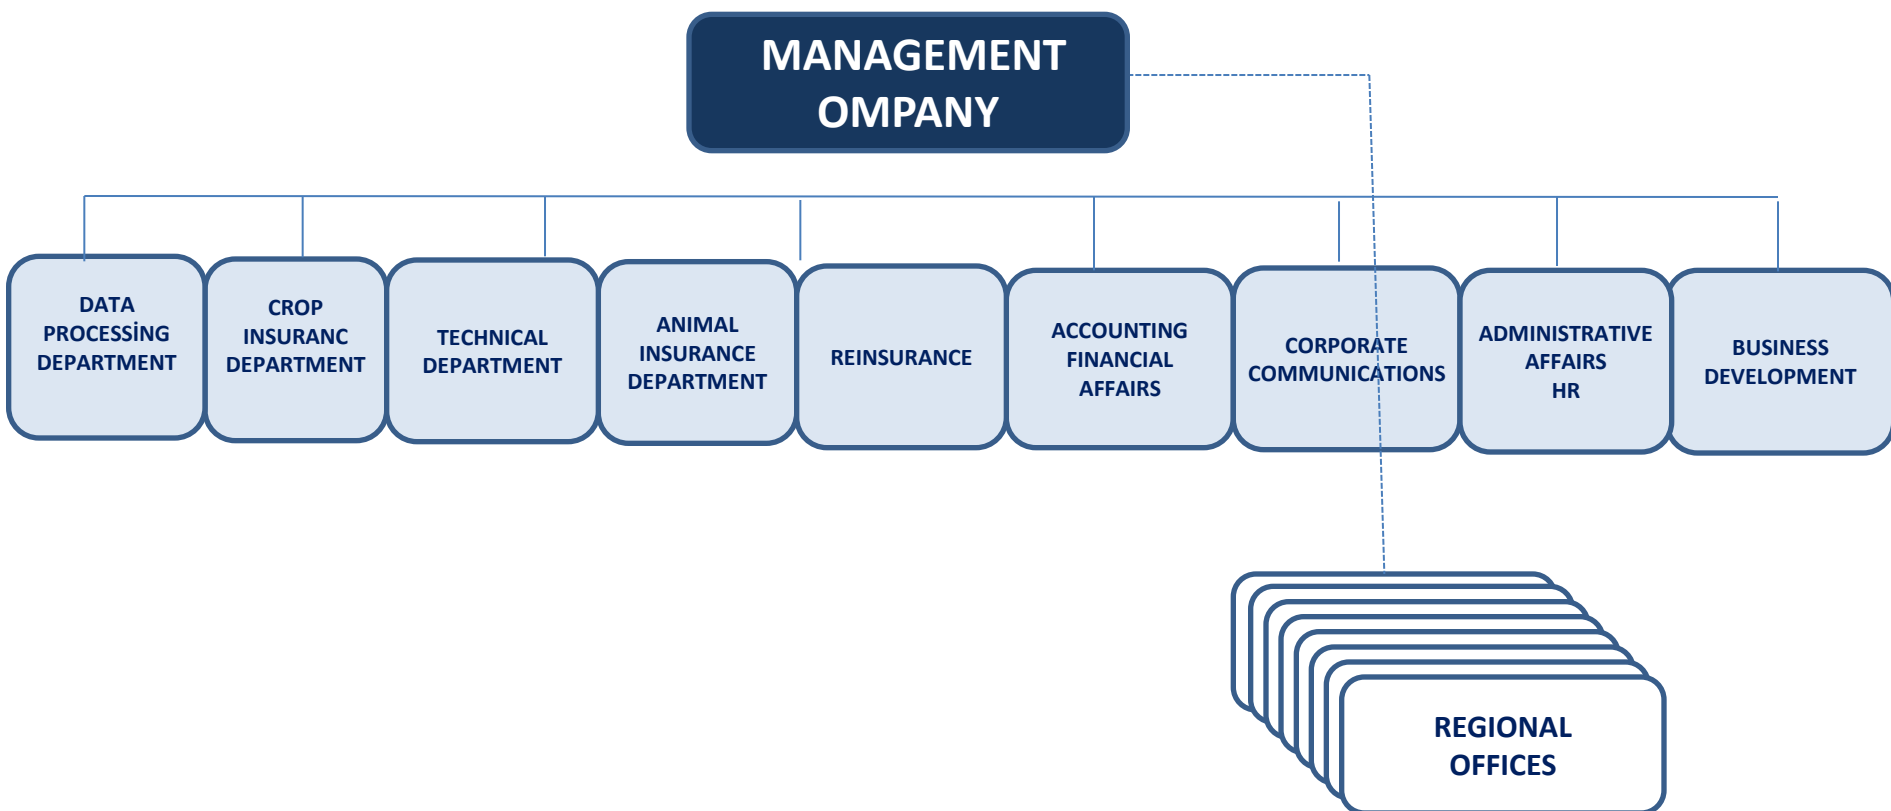 MANAGEMENT
OMPANY
DATA
PROCESSİNG
DEPARTMENT
CROP
INSURANC
DEPARTMENT
TECHNICAL
DEPARTMENT
ANIMAL
INSURANCE
DEPARTMENT
REINSURANCE
ACCOUNTING
FINANCIAL
AFFAIRS
CORPORATE
COMMUNICATIONS
ADMINISTRATIVE
AFFAIRS
HR
BUSINESS
DEVELOPMENT
REGIONAL
OFFICES